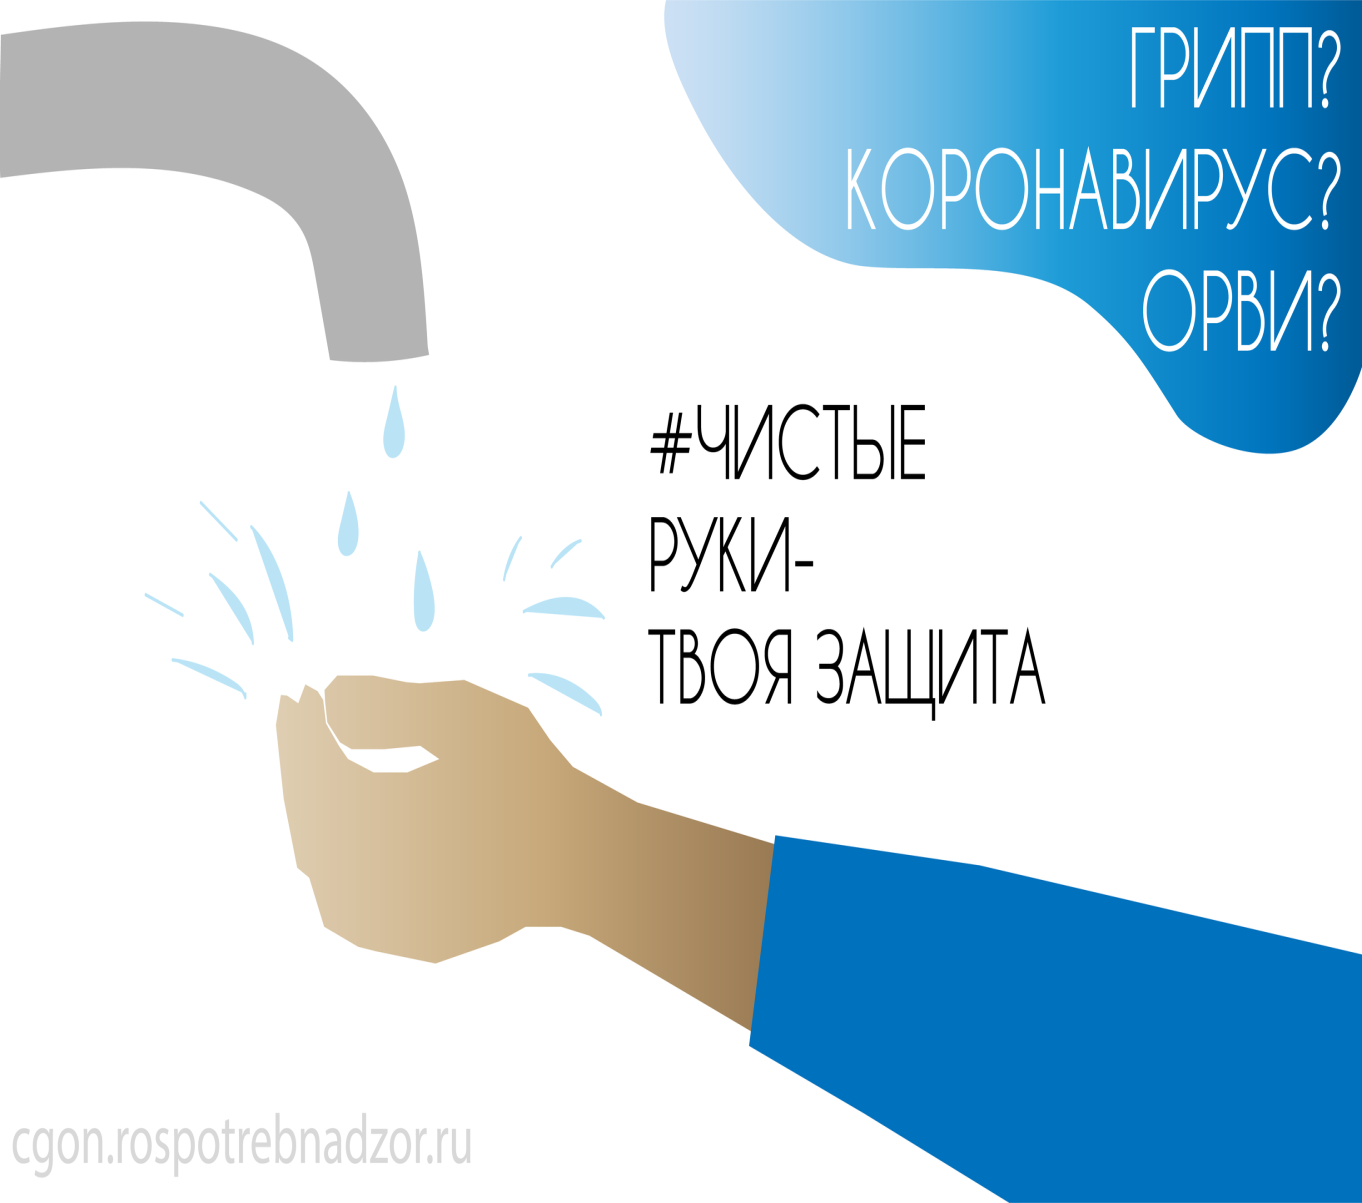 ГРИПП?
КОРОНАВИРУС?
ОРВИ?
#ЧИСТЫЕ
РУКИ-
ТВОЯ ЗАЩИТА
cgon.rospotrebnadzor.ru